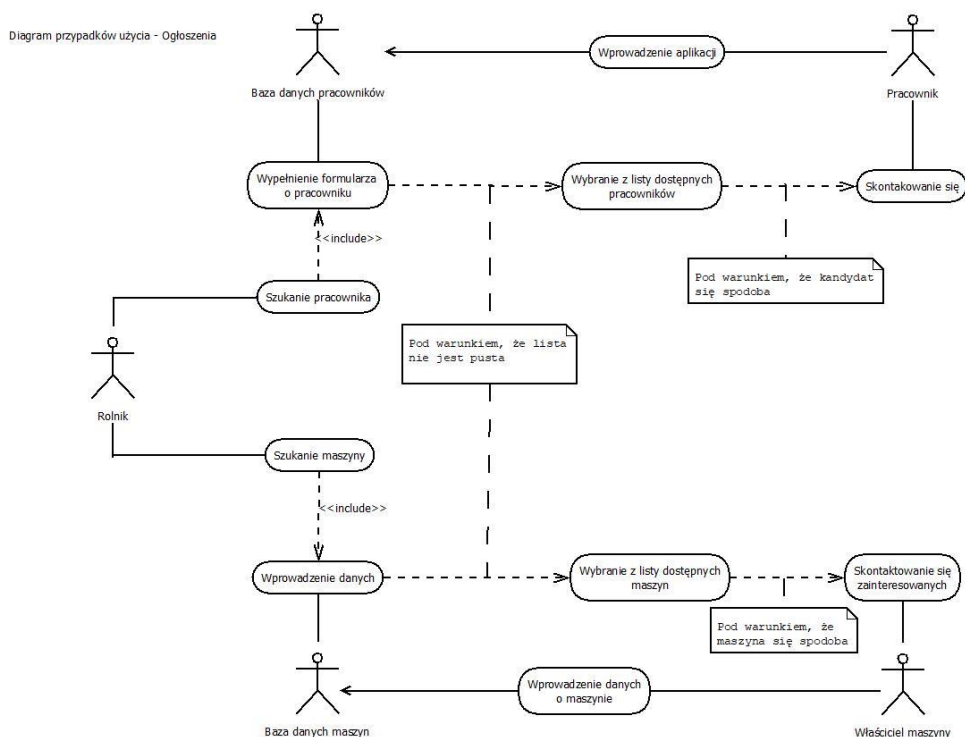 Diagram przypadków użycia - Ogłoszenia
Wprowadzenie aplikacji
Baza danych pracowników
Pracownik
Wypełnienie formularza
o pracowniku
Wybranie z listy dostępnych
pracowników
Skontakowanie się
<<include>>
Pod warunkiem, że kandydat
się spodoba
Szukanie pracownika
Pod warunkiem, że lista
nie jest pusta
Rolnik
Szukanie maszyny
<<include>>
Wprowadzenie danych
Wybranie z listy dostępnych
maszyn
Skontaktowanie się
zainteresowanych
Pod warunkiem, że
maszyna się spodoba
Wprowadzenie danych
o maszynie
Baza danych maszyn
Właściciel maszyny